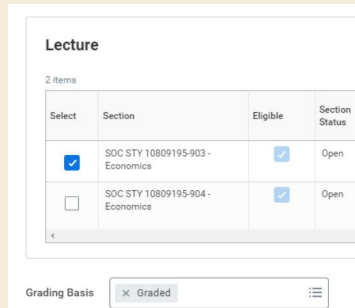 Lecture
2 items
Select Section Eligible Section
Status
SOC STY 10809195-903 -
Economics Open
SOC STY 10809195-904 -
Economics Open
Grading Basis × Graded